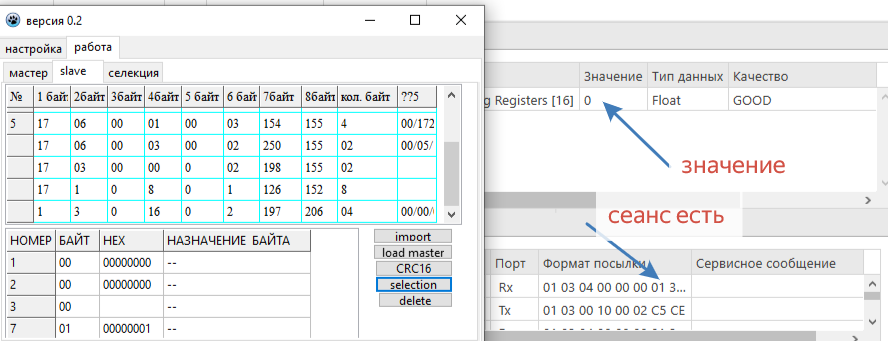 версия 0.2
настройка работа
мастер slave селекция
№ 1 байт 2байт 3байт 4байт 5 байт 6 байт 7байт 8байт кол. байт ??5
5 17 06 00 01 00 03 154 155 4 00/172
17 06 00 03 00 02 250 155 02 00/05/
17 03 00 00 0 02 198 155 02
17 1 0 8 0 1 126 152 8
1 3 0 16 0 2 197 206 04 00/00/
НОМЕР БАЙТ HEX НАЗНАЧЕНИЕ БАЙТА
1 00 00000000 --
2 00 00000000 --
3 00 --
7 01 00000001 --
import
load master
CRC16
selection
delete
Значение Тип данных Качество
g Registers [16] 0 Float GOOD
значение
сеанс есть
Порт Формат посылки Сервисное сообщение
Rx 01 03 04 00 00 00 01 3...
Tx 01 03 00 10 00 02 C5 CE